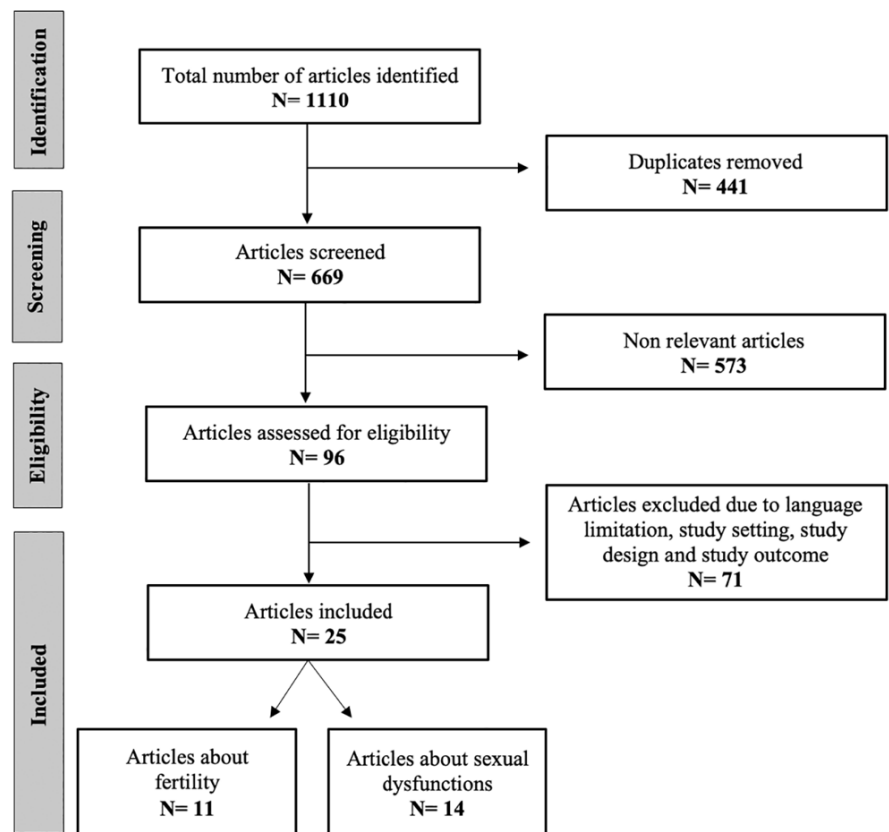 Identification
Total number of articles identified
N= 1110
Duplicates removed
N= 441
Screening
Articles screened
N= 669
Non relevant articles
N= 573
Eligibility
Articles assessed for eligibility
N= 96
Articles excluded due to language
limitation, study setting, study
design and study outcome
N= 71
Included
Articles included
N= 25
Articles about
fertility
N= 11
Articles about sexual
dysfunctions
N= 14